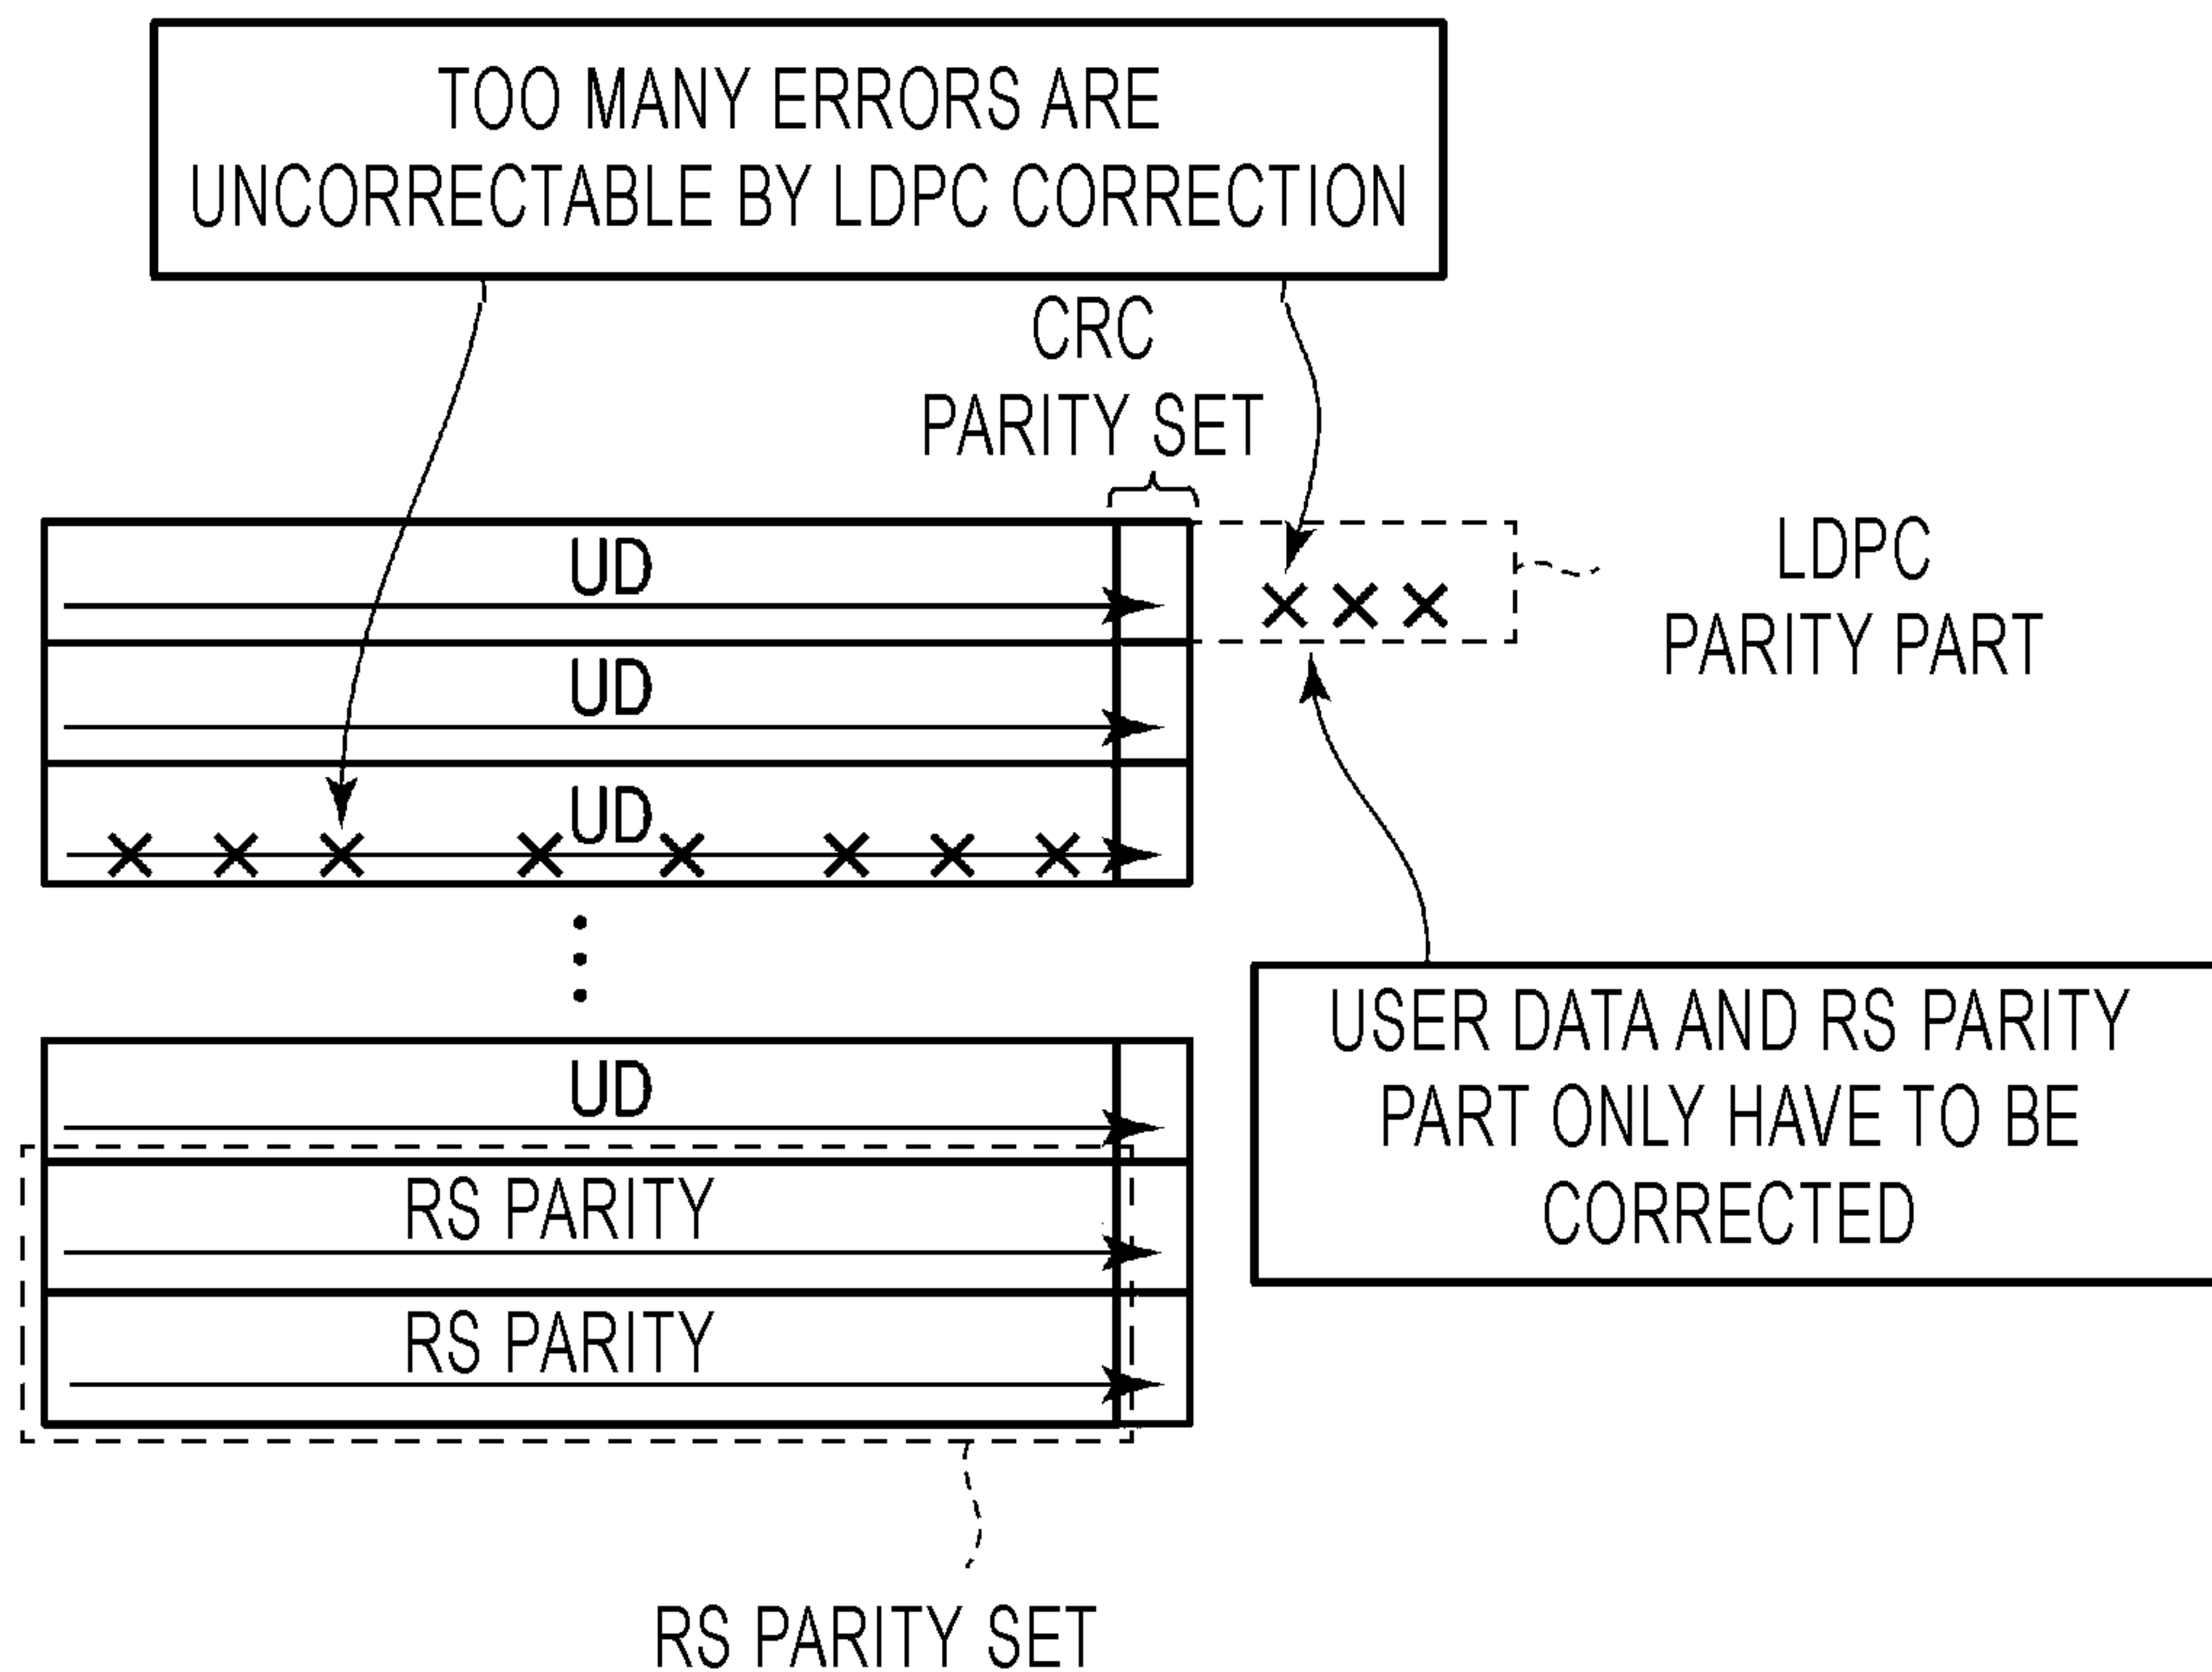 TOO MANY ERRORS ARE
UNCORRECTABLE BY LDPC CORRECTION
CRC
PARITY SET
UD
LDPC
PARITY PART
UD
UD
USER DATA AND RS PARITY
PART ONLY HAVE TO BE
CORRECTED
UD
RS PARITY
RS PARITY
RS PARITY SET